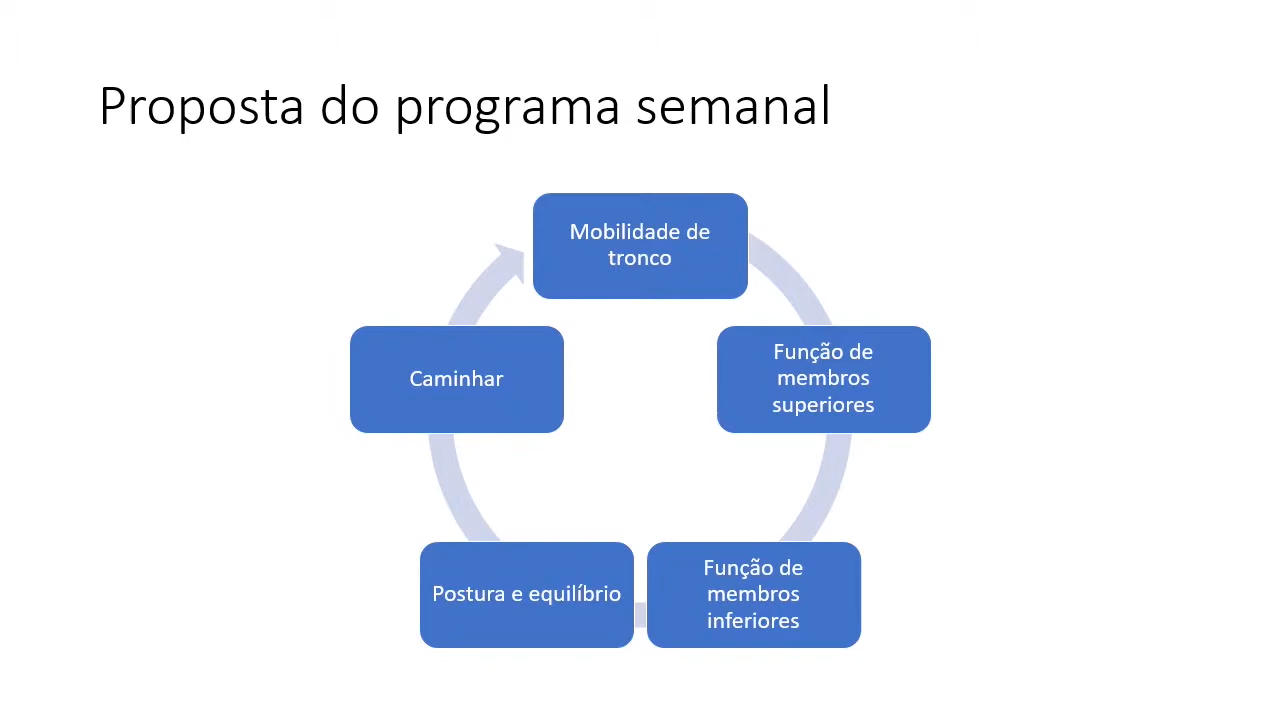 Proposta do programa semanal
Mobilidade de
tronco
Função de
membros
superiores
Função de
membros
inferiores
Postura e equilíbrio
Caminhar